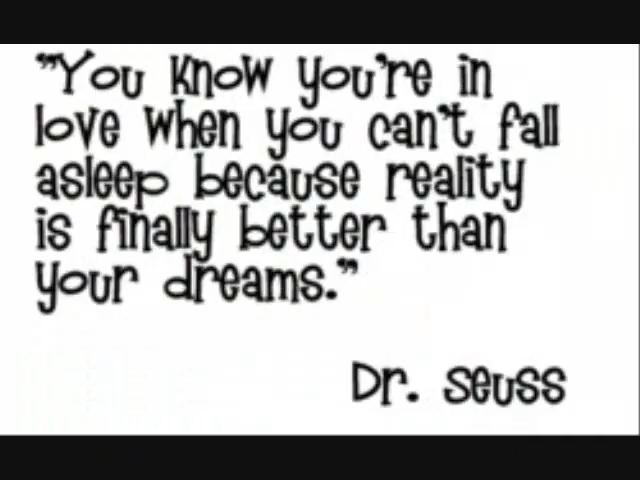 "You know you're in
love when you can't fall
asleep because reality
is finally better than
your dreams."
Dr. Seuss